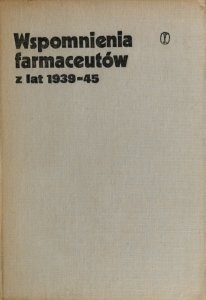 Wspomnienia
farmaceutów
z lat 1939-45